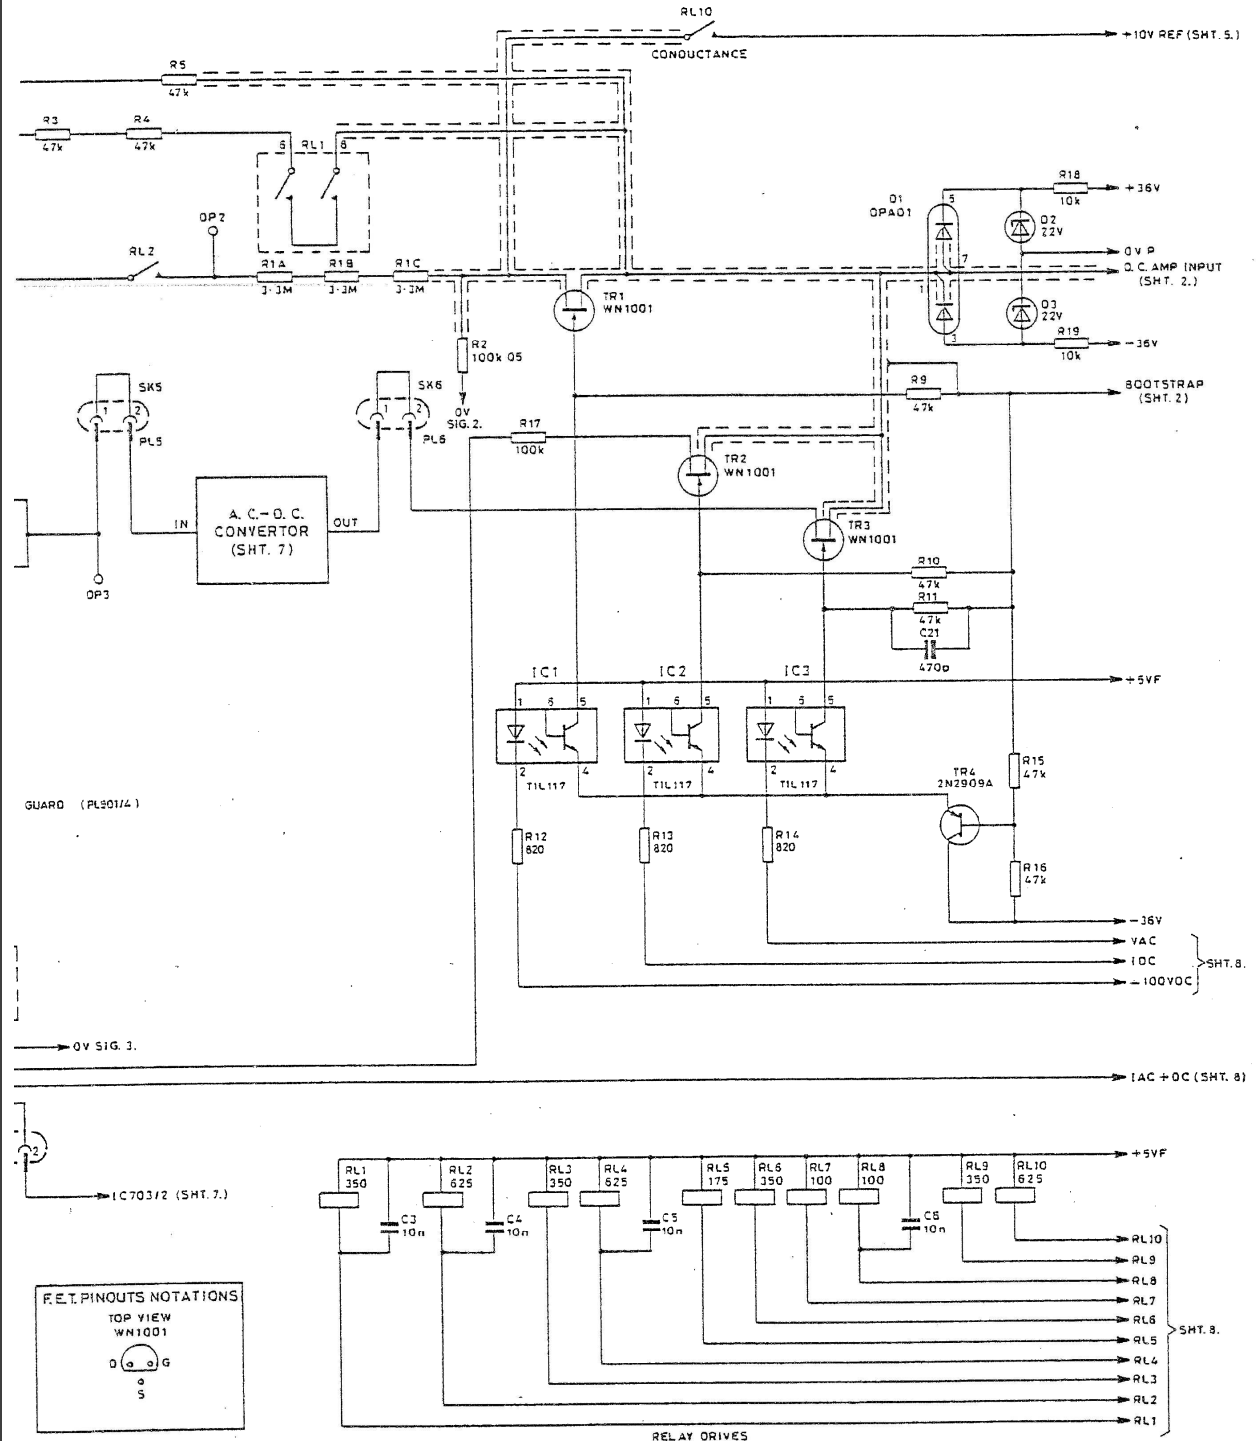 RL10
+10V REF (SHT. 5.)
CONDUCTANCE
R5
47k
R3
47k
R4
47k
6 RL1 8
R18
10k
+36V
D1
DPAD1
5
D2
22V
OP2
RL2
0V P
7
R1A
3·3M
R1B
3·3M
R1C
3·3M
D.C. AMP INPUT
(SHT. 2.)
1
TR1
WN1001
D3
22V
3
R19
10k
-36V
R2
100k 05
SK5
1 2
PL5
SK6
1 2
PL6
0V
SIG. 2.
R9
47k
BOOTSTRAP
(SHT. 2)
R17
100k
TR2
WN1001
A.C.-D.C.
CONVERTOR
(SHT. 7)
IN
OUT
TR3
WN1001
OP3
R10
47k
R11
47k
C21
470p
IC1
IC2
IC3
+5VF
1 6 5
1 6 5
1 6 5
2 4
2 4
2 4
TIL117
TIL117
TIL117
R15
47k
TR4
2N2909A
GUARD (PL901/4)
R12
820
R13
820
R14
820
R16
47k
-36V
VAC
IDC
-100VDC
SHT. 8.
0V SIG. 3.
IAC + DC (SHT. 8)
2
+5VF
IC703/2 (SHT. 7.)
RL1
350
RL2
625
RL3
350
RL4
625
RL5
175
RL6
350
RL7
100
RL8
100
RL9
350
RL10
625
C3
10n
C4
10n
C5
10n
C6
10n
RL10
RL9
RL8
RL7
RL6
RL5
RL4
RL3
RL2
RL1
SHT. 8.
F.E.T. PINOUTS NOTATIONS
TOP VIEW
WN1001
D G
S
RELAY DRIVES